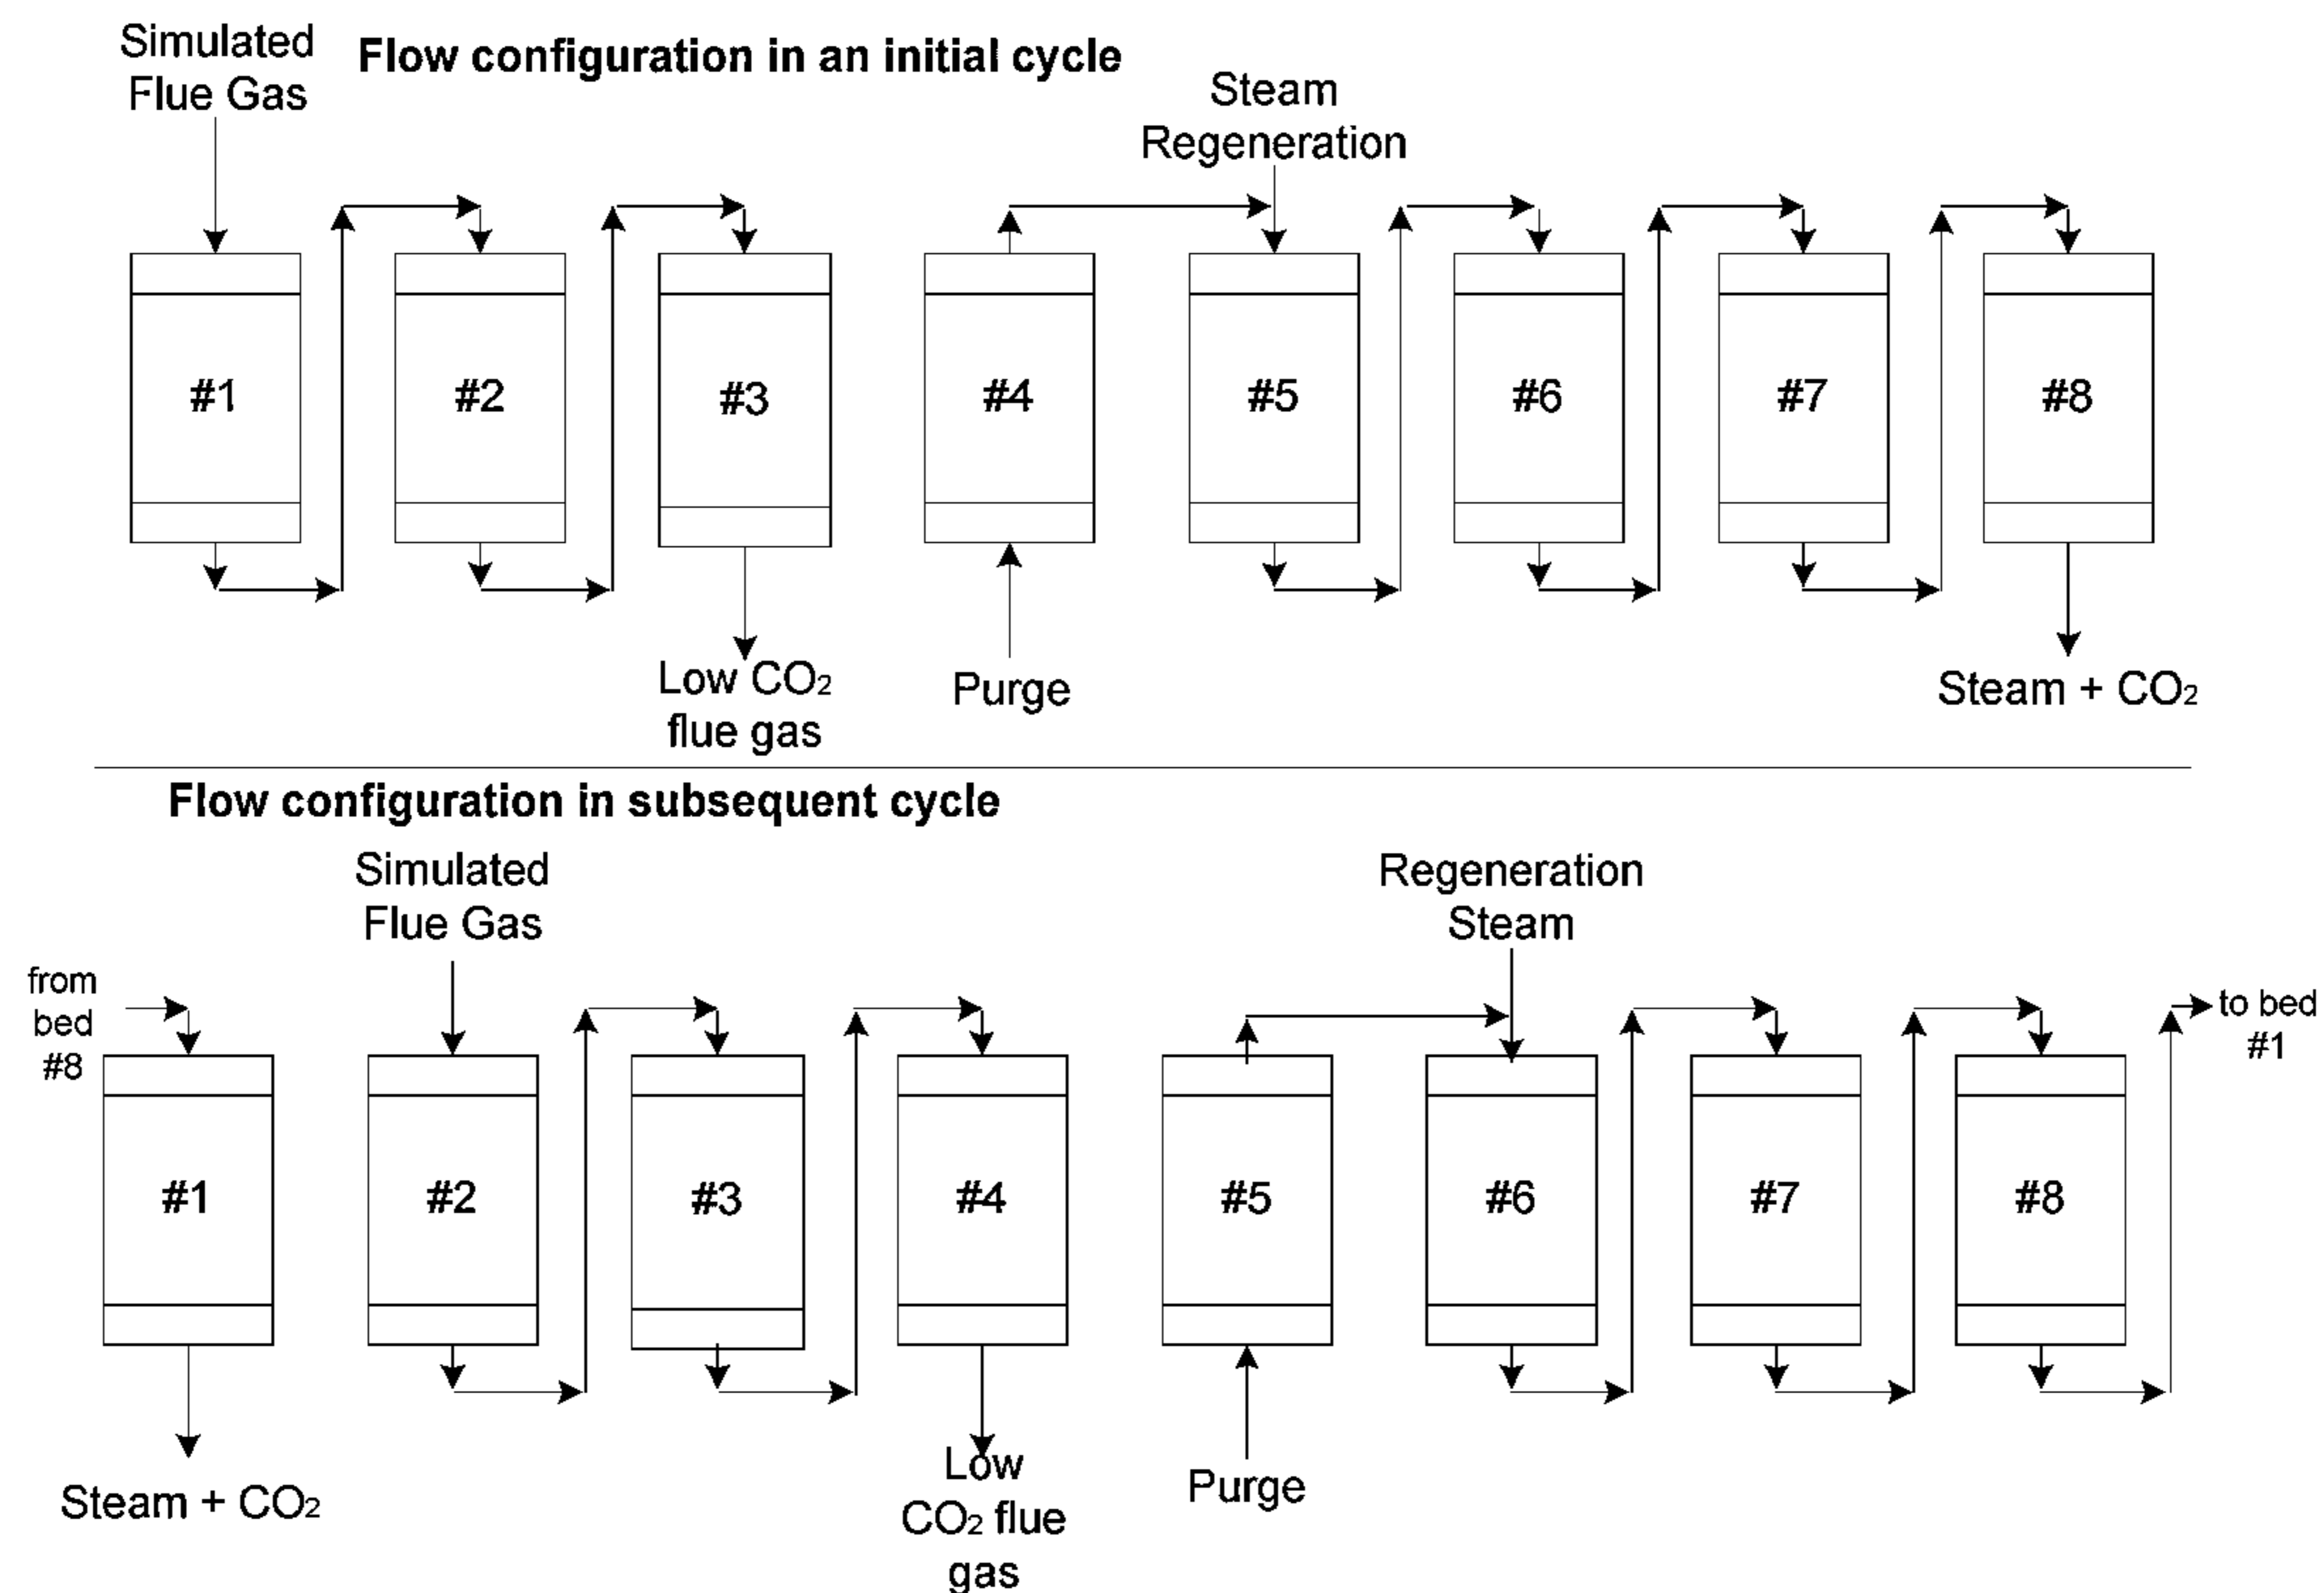 Simulated
Flue Gas
Flow configuration in an initial cycle
Steam
Regeneration
#1
#2
#3
#4
#5
#6
#7
#8
Low CO₂
flue gas
Purge
Steam + CO₂
Flow configuration in subsequent cycle
Simulated
Flue Gas
Regeneration
Steam
from
bed
#8
to bed
#1
#1
#2
#3
#4
#5
#6
#7
#8
Steam + CO₂
Low
CO₂ flue
gas
Purge